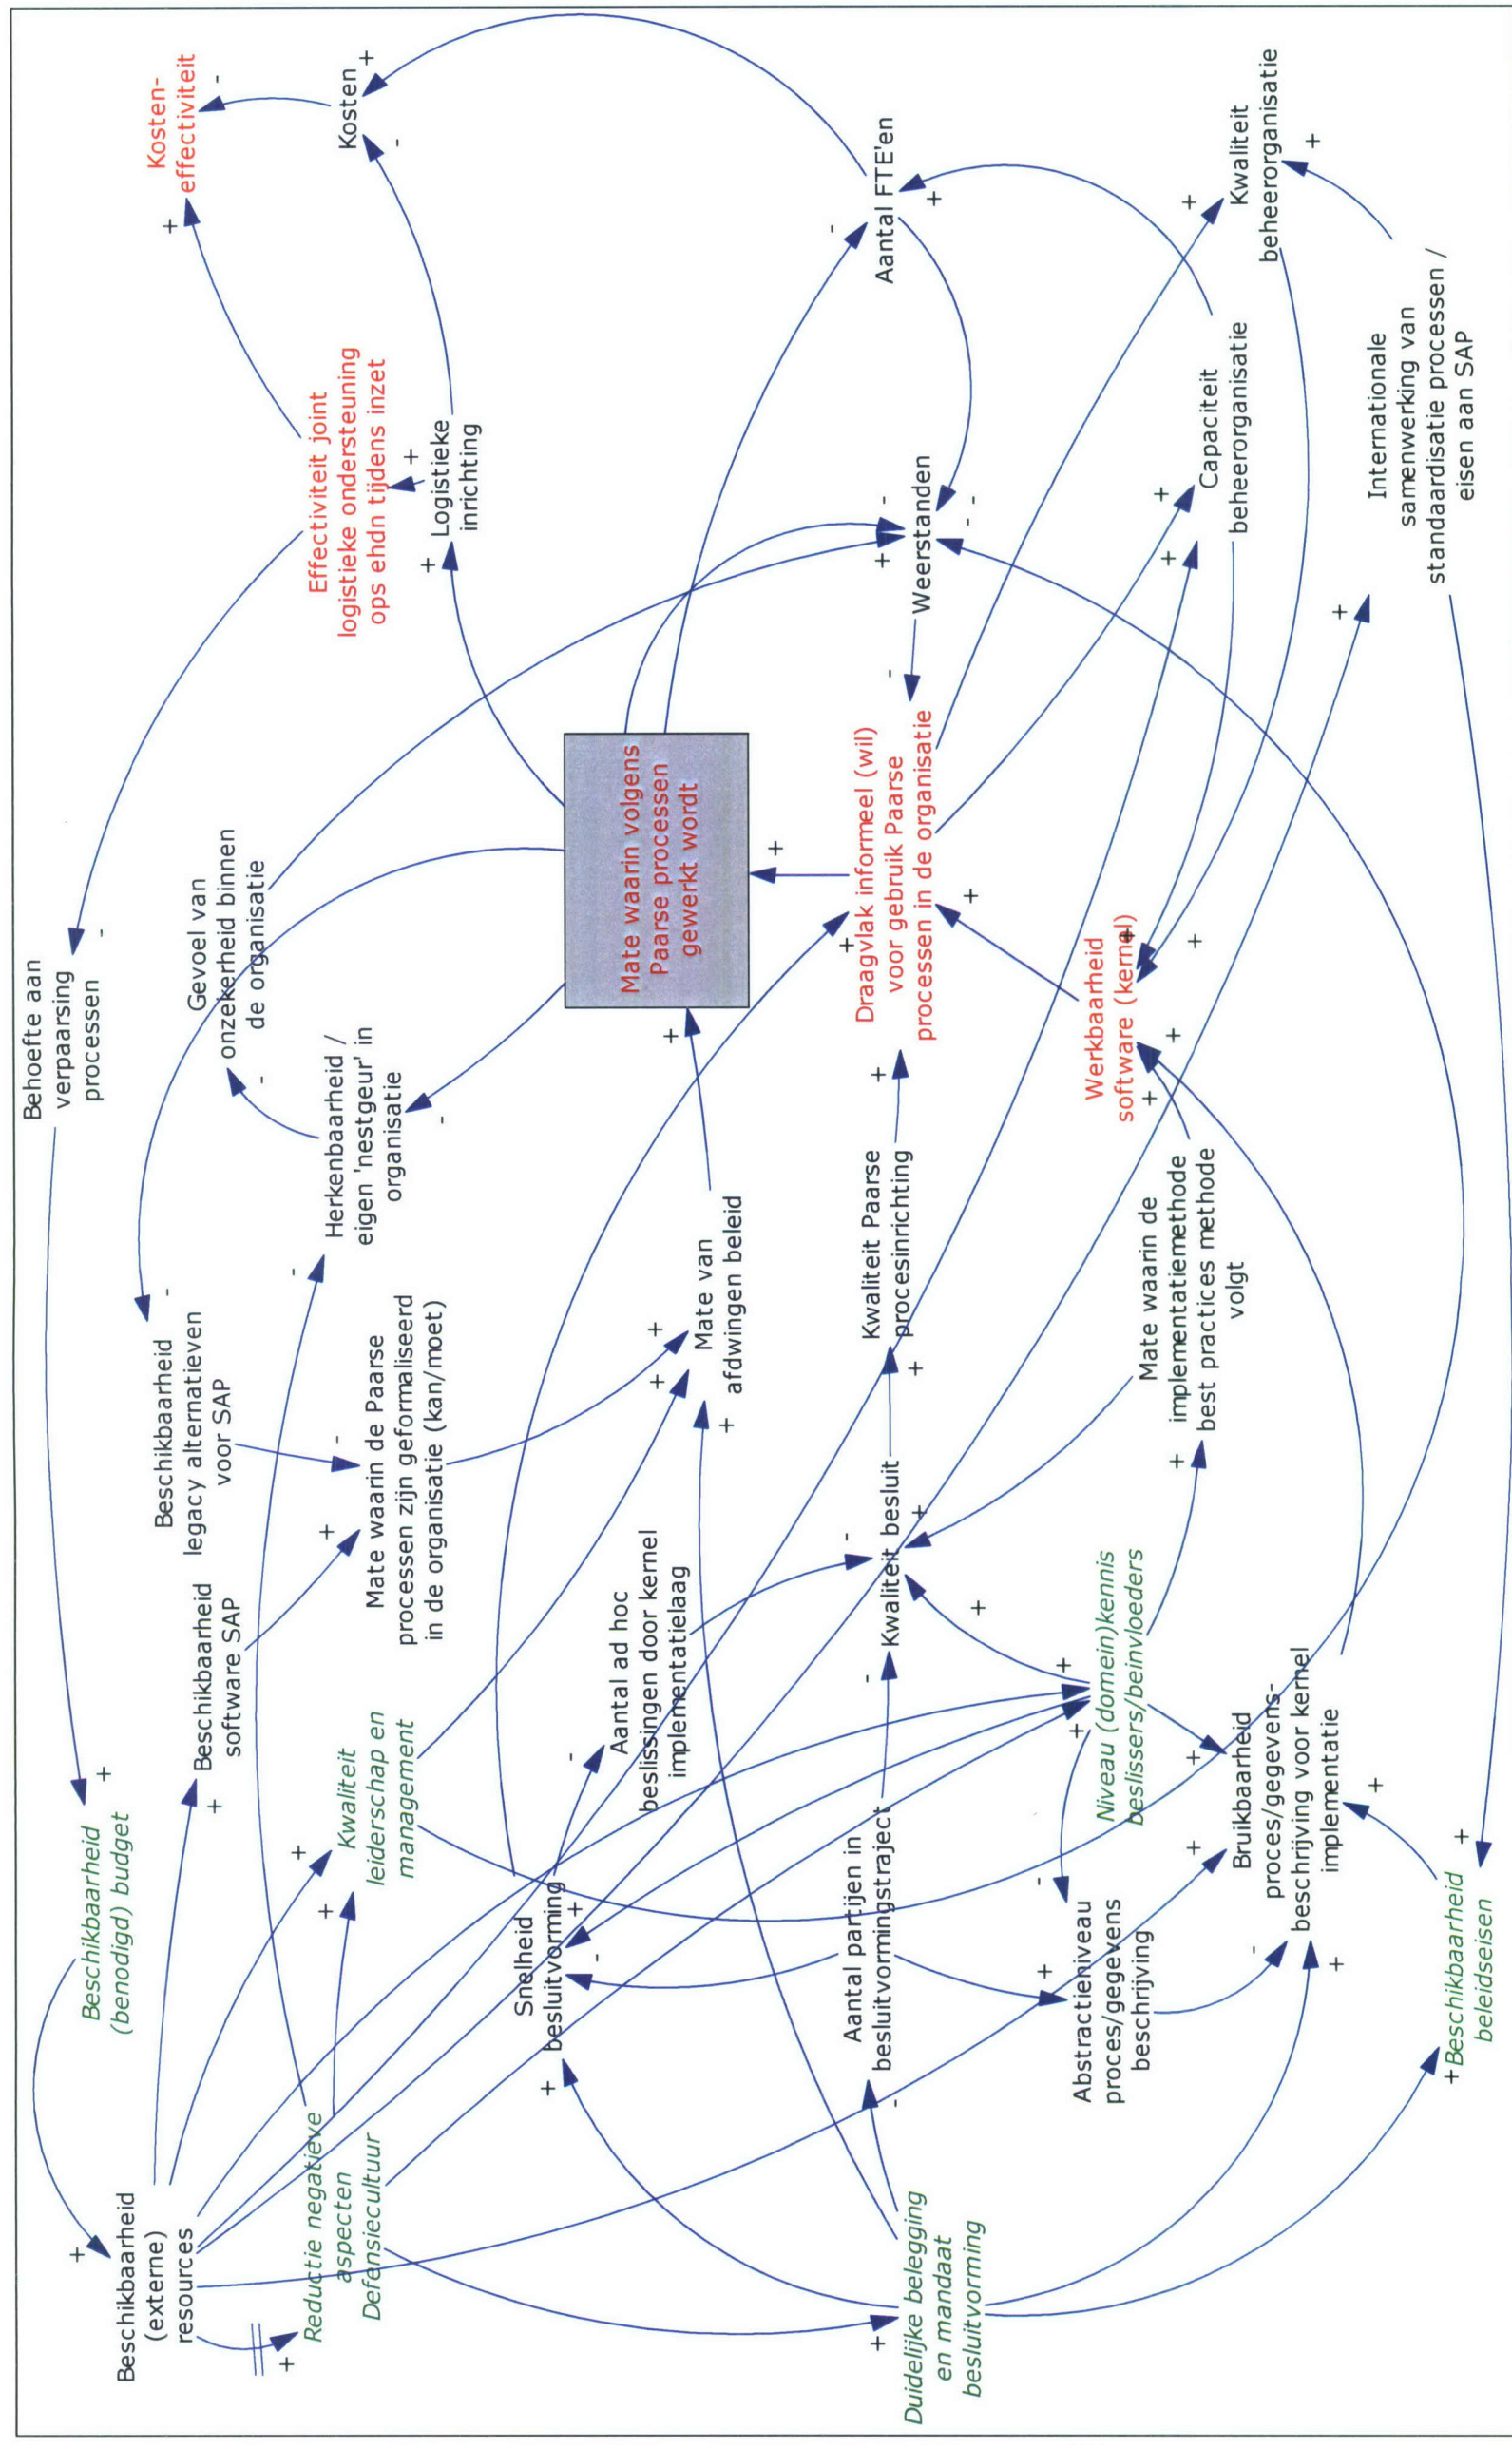 Behoefte aan
verpaarsing
processen
Beschikbaarheid
(benodigd) budget
+
-
Beschikbaarheid
(externe)
resources
+
Beschikbaarheid
software SAP
+
Beschikbaarheid
legacy alternatieven
voor SAP
-
Gevoel van
onzekerheid binnen
de organisatie
-
Kosten-
effectiviteit
+
-
Reductie negatieve
aspecten
Defensiecultuur
+
Kwaliteit
leiderschap en
management
+
+
Mate waarin de Paarse
processen zijn geformaliseerd
in de organisatie (kan/moet)
+
-
Herkenbaarheid /
eigen 'nestgeur' in
organisatie
-
-
Effectiviteit joint
logistieke ondersteuning
ops ehdn tijdens inzet
+
Kosten
+
-
Logistieke
inrichting
+
Snelheid
besluitvorming
+
+
-
Aantal ad hoc
beslissingen door kernel
implementatielaag
-
Mate van
afdwingen beleid
+
+
+
Mate waarin volgens
Paarse processen
gewerkt wordt
+
+
Duidelijke belegging
en mandaat
besluitvorming
+
Aantal partijen in
besluitvormingstraject
-
Kwaliteit besluit
-
-
+
+
Kwaliteit Paarse
procesinrichting
+
Draagvlak informeel (wil)
voor gebruik Paarse
processen in de organisatie
+
+
+
-
Weerstanden
+
-
- -
Aantal FTE'en
-
+
Abstractieniveau
proces/gegevens
beschrijving
+
-
Niveau (domein)kennis
beslissers/beinvloeders
+
+
Mate waarin de
implementatiemethode
best practices methode
volgt
+
Werkbaarheid
software (kernel)
+
+
+
+
Capaciteit
beheerorganisatie
+
+
Kwaliteit
beheerorganisatie
+
+
Bruikbaarheid
proces/gegevens-
beschrijving voor kernel
implementatie
+
+
-
+
+
Beschikbaarheid
beleidseisen
+
+
Internationale
samenwerking van
standaardisatie processen /
eisen aan SAP
+